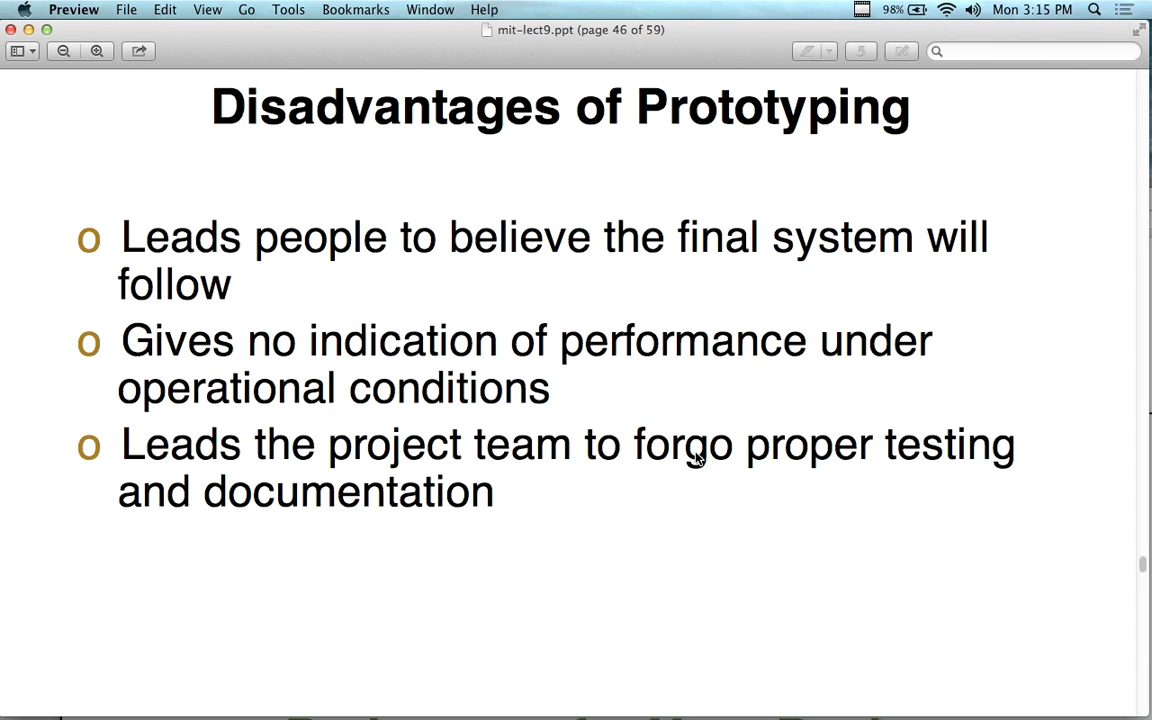 Preview File Edit View Go Tools Bookmarks Window Help 98% Mon 3:15 PM
mit-lect9.ppt (page 46 of 59)
Disadvantages of Prototyping
o Leads people to believe the final system will
follow
o Gives no indication of performance under
operational conditions
o Leads the project team to forgo proper testing
and documentation